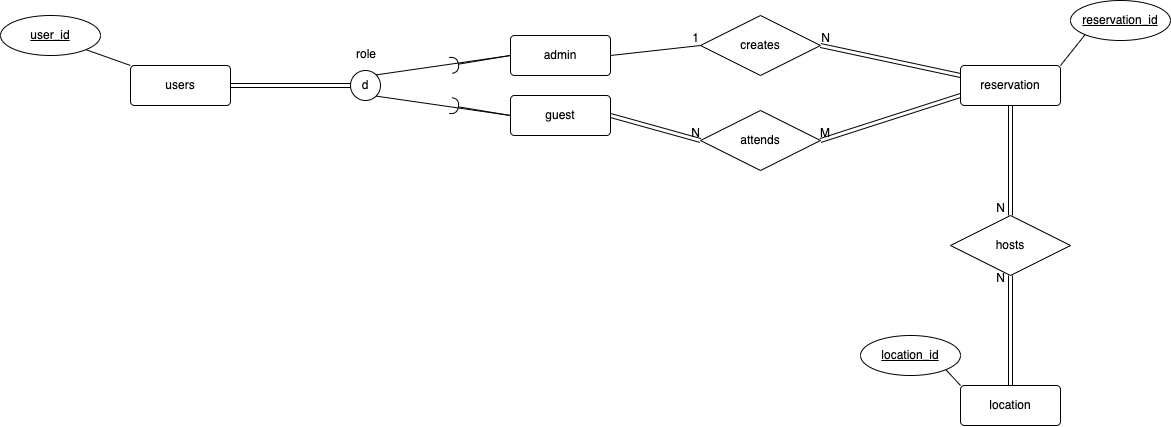 user_id
users
role
d
admin
guest
1
creates
N
N
attends
M
reservation_id
reservation
N
hosts
N
location_id
location